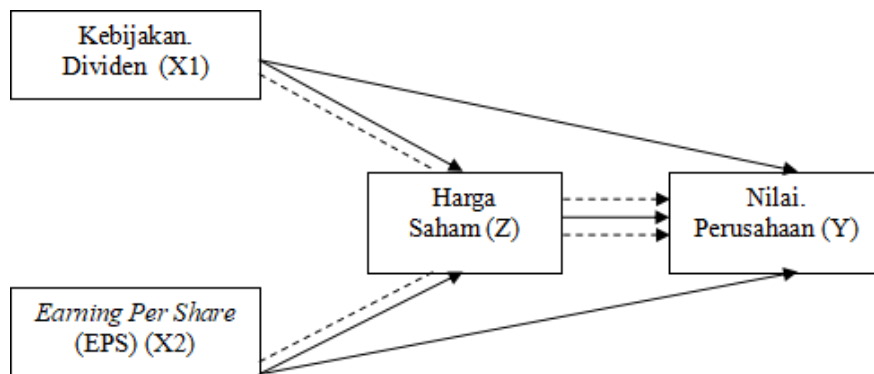 Kebijakan.
Dividen (X1)
Harga
Saham (Z)
Nilai.
Perusahaan (Y)
Earning Per Share
(EPS) (X2)